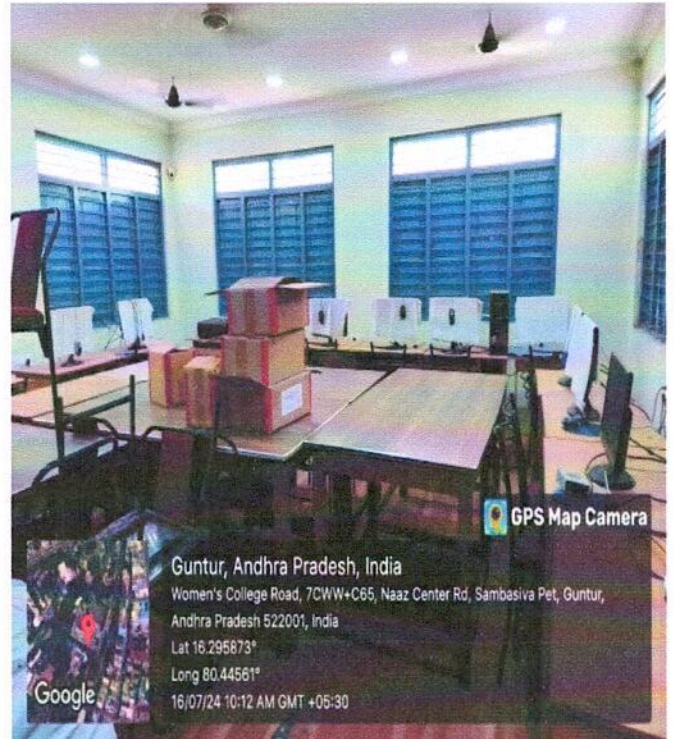 GPS Map Camera
Guntur, Andhra Pradesh, India
Women's College Road, 7CWW+C65, Naaz Center Rd, Sambasiva Pet, Guntur,
Andhra Pradesh 522001, India
Lat 16.295873°
Long 80.44561°
16/07/24 10:12 AM GMT +05:30
Google